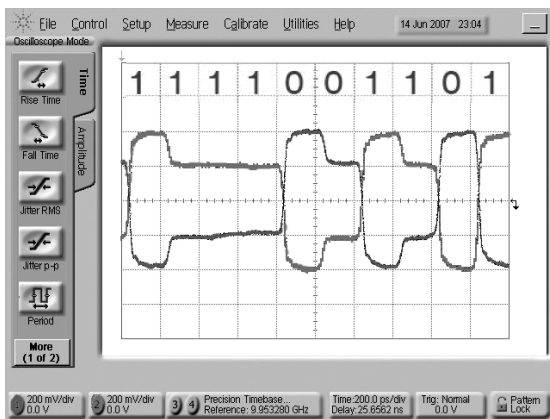 File Control Setup Measure Calibrate Utilities Help 14 Jun 2007 23:04
Oscilloscope Mode
Time
Amplitude
Rise Time
Fall Time
Jitter RMS
Jitter p-p
Period
More
(1 of 2)
1 1 1 1 0 0 1 1 0 1
1 200 mV/div
0.0 V
2 200 mV/div
0.0 V
3 4 Precision Timebase...
Reference: 9.953280 GHz
Time:200.0 ps/div
Delay:25.6562 ns
Trig: Normal
0.0 V
Pattern
Lock